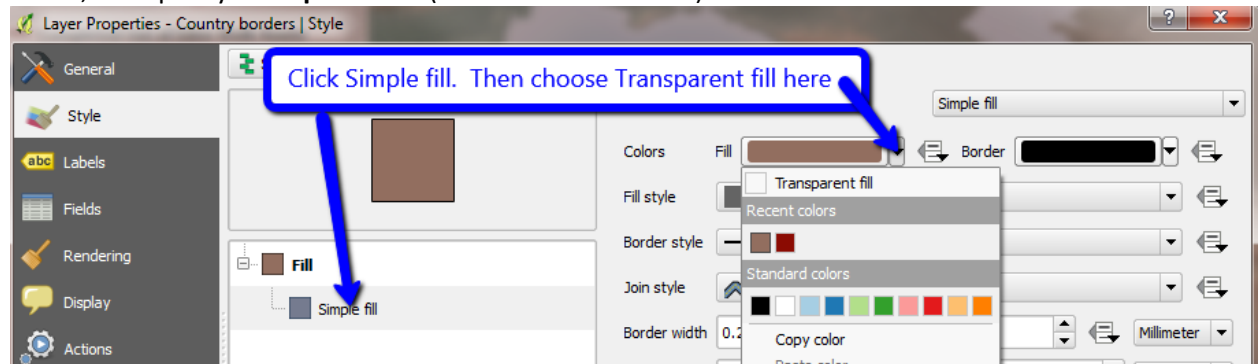 Layer Properties - Country borders | Style
General
Style
Labels
Fields
Rendering
Display
Actions
abc
Click Simple fill. Then choose Transparent fill here
Simple fill
Colors Fill Border
Transparent fill
Recent colors
Standard colors
Copy color
Fill style
Border style
Join style
Border width 0.2 Millimeter
Fill
Simple fill